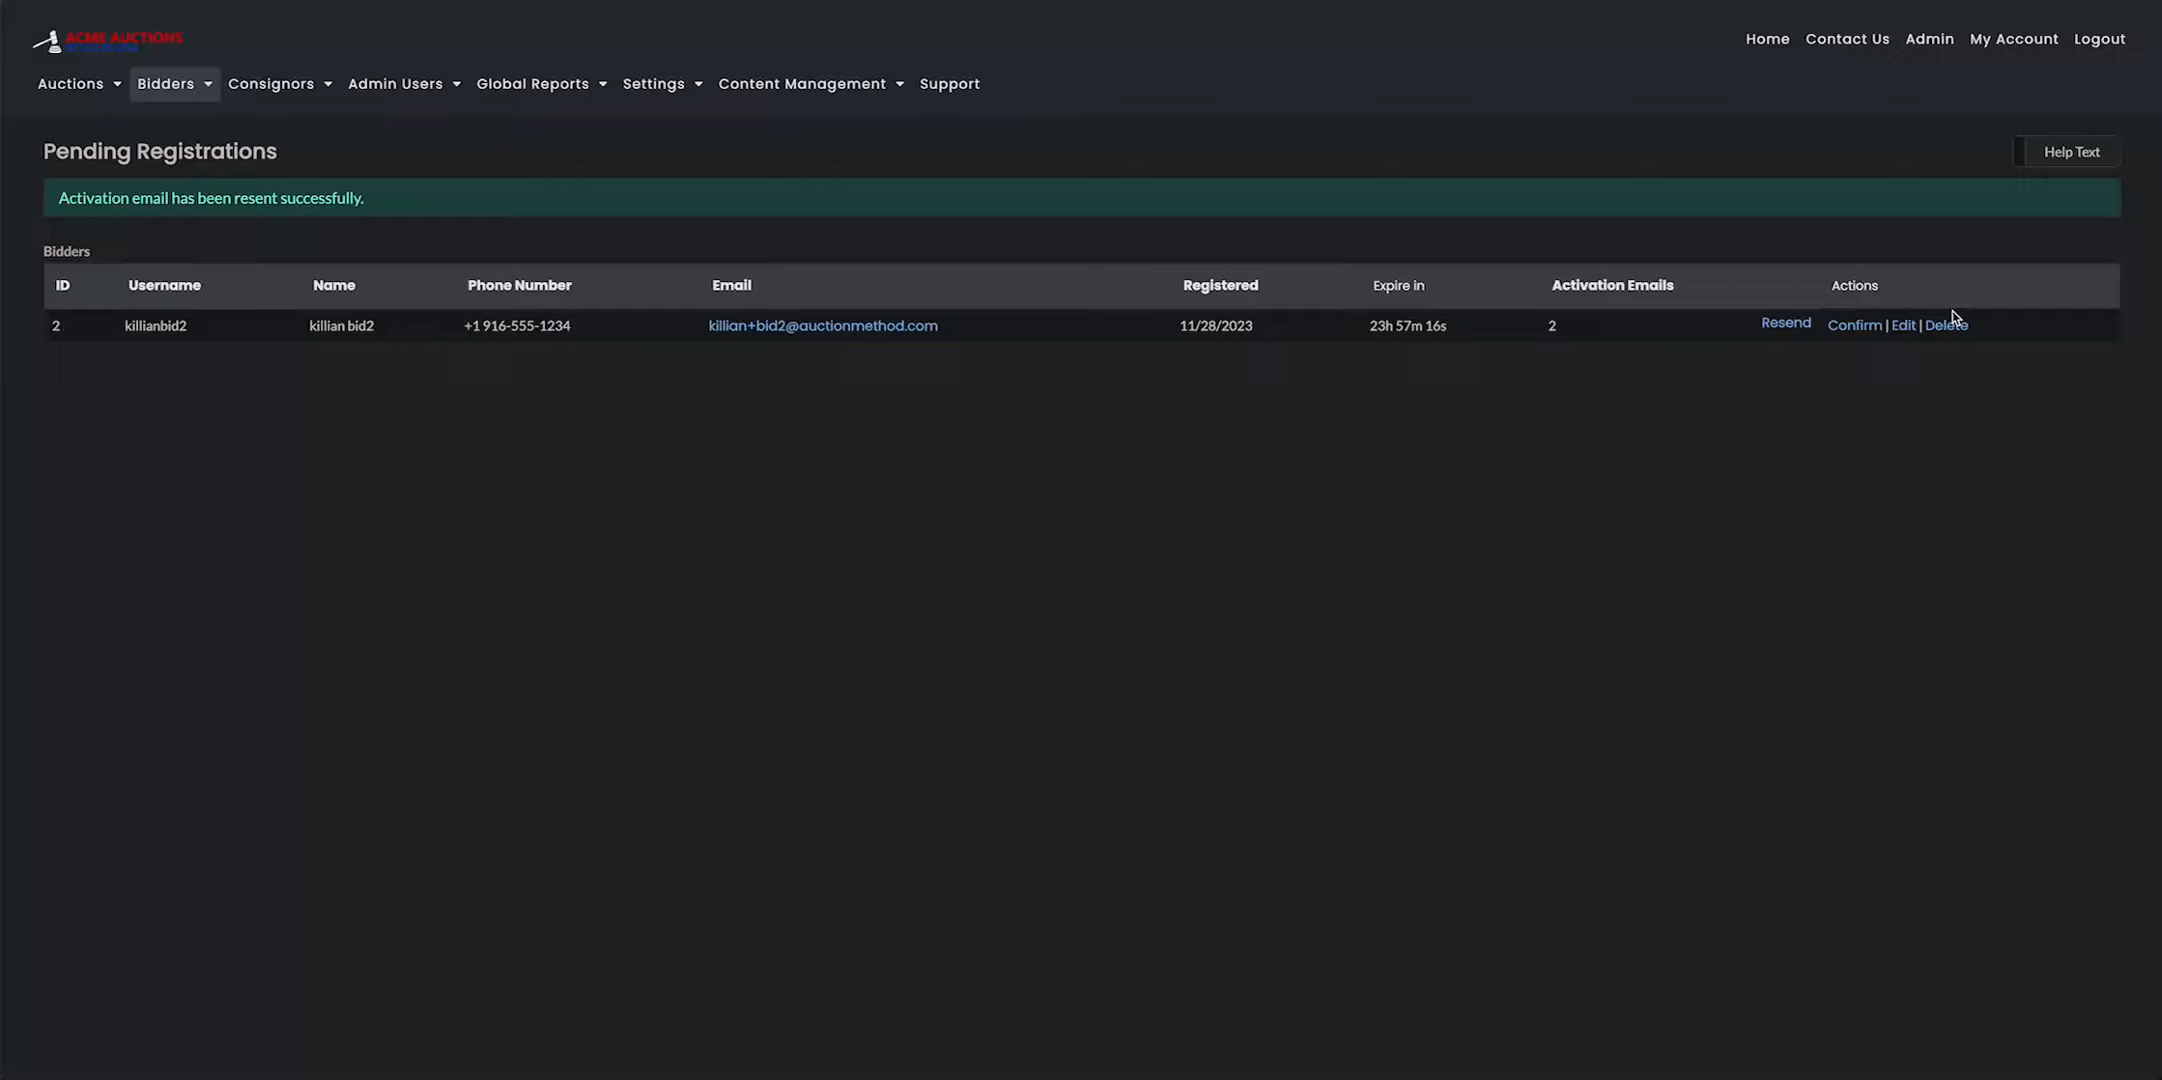 ACME AUCTIONS
Home Contact Us Admin My Account Logout
Auctions Bidders Consignors Admin Users Global Reports Settings Content Management Support
Pending Registrations
Help Text
Activation email has been resent successfully.
Bidders
ID Username Name Phone Number Email Registered Expire in Activation Emails Actions
2 killianbid2 killian bid2 +1 916-555-1234 killian+bid2@auctionmethod.com 11/28/2023 23h 57m 16s 2 Resend Confirm | Edit | Delete